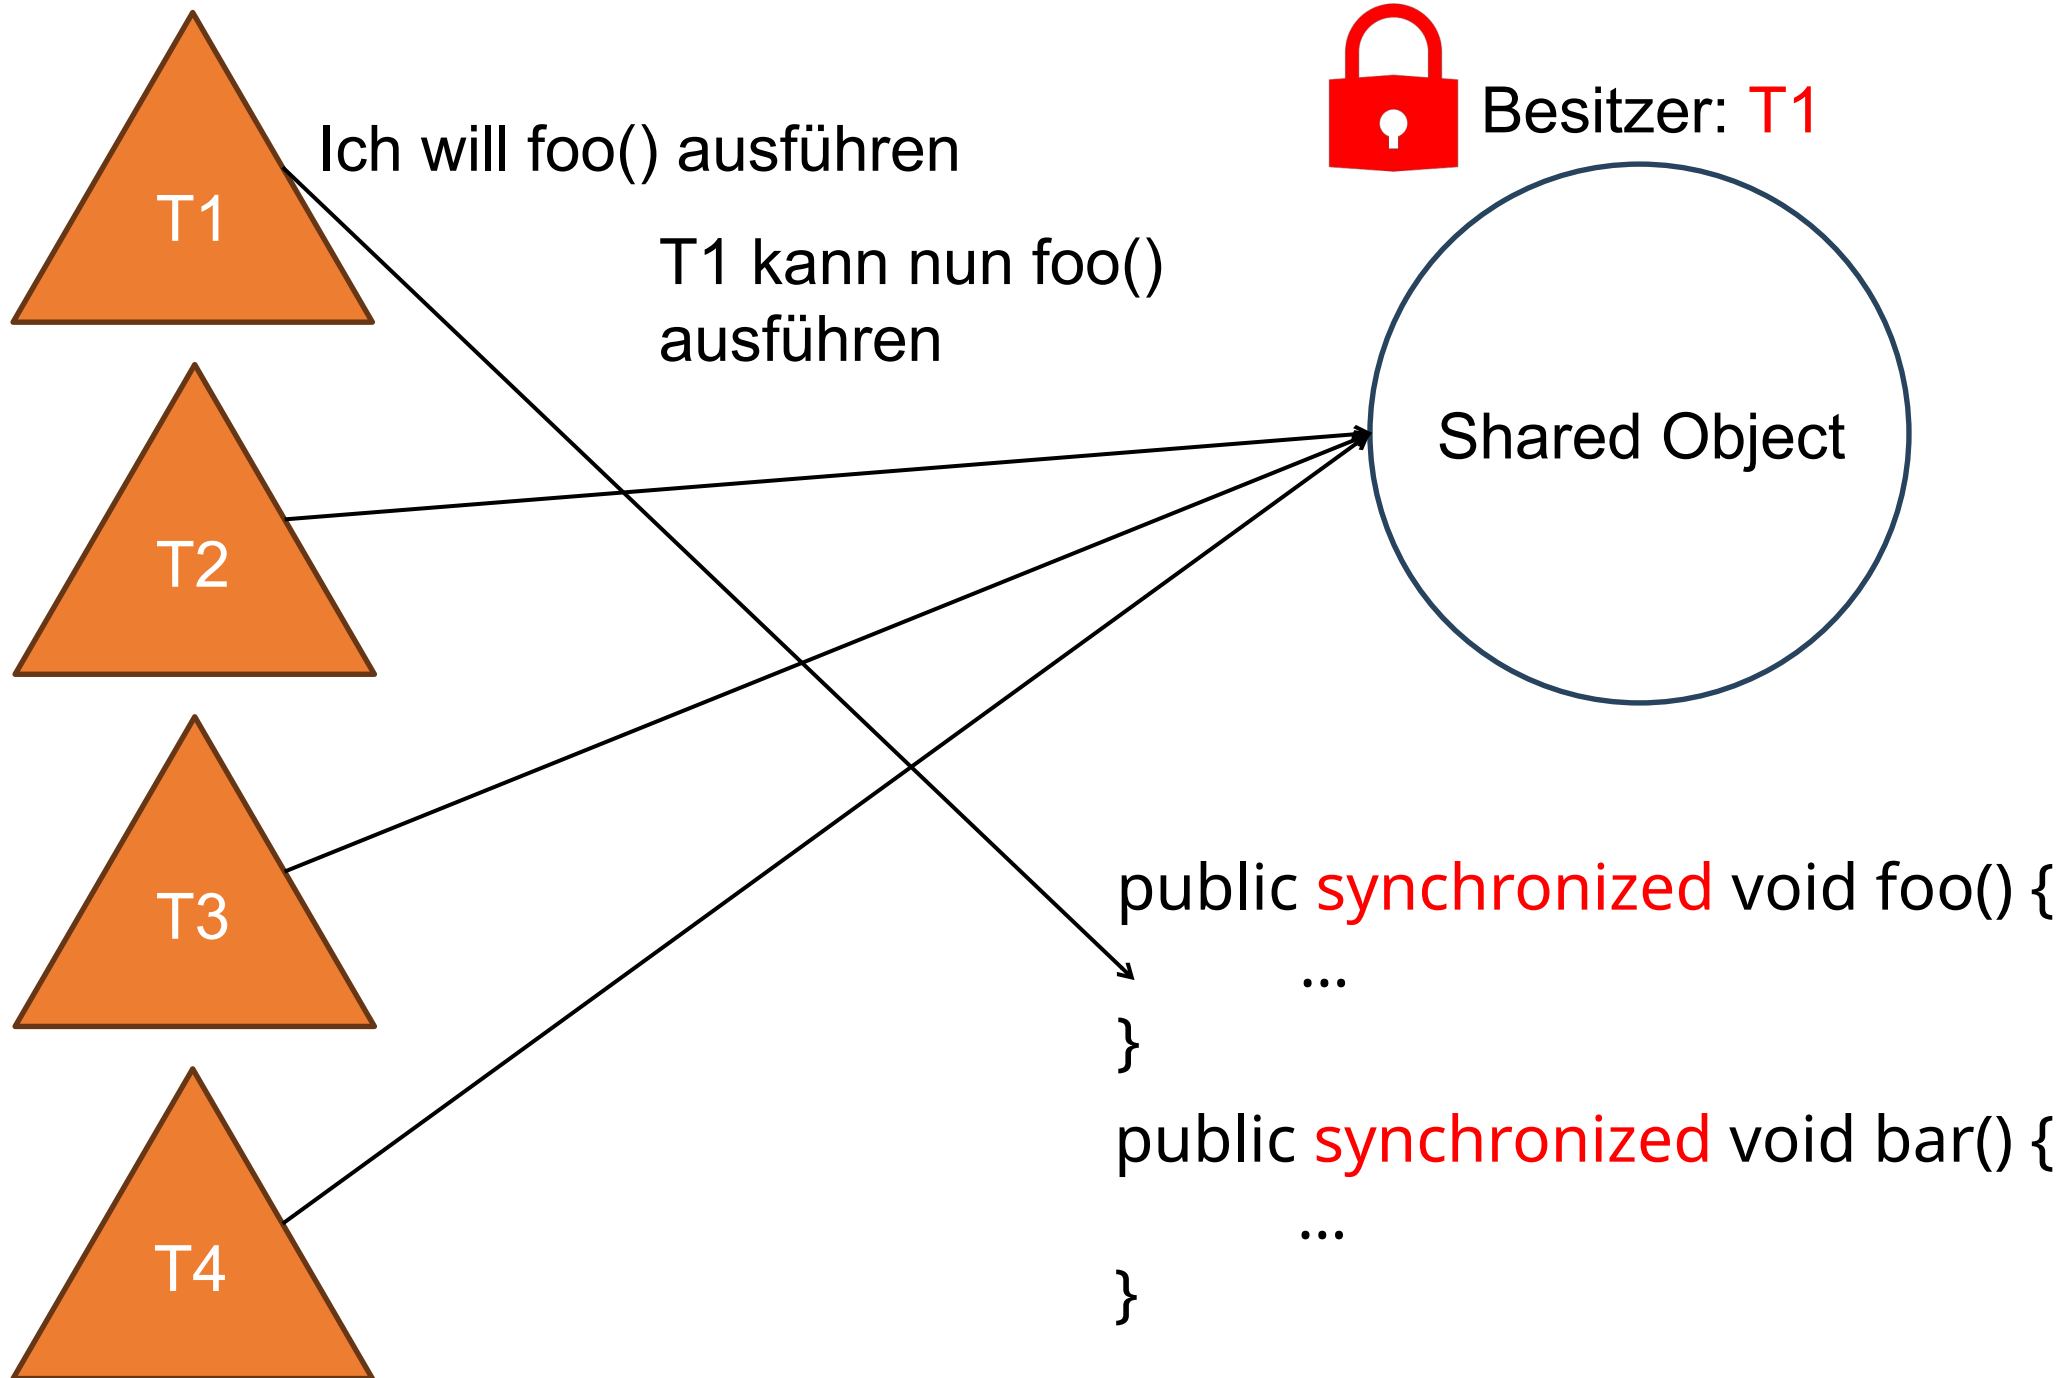 Besitzer: T1
Ich will foo() ausführen
T1
T1 kann nun foo()
ausführen
Shared Object
T2
T3
public synchronized void foo() {
...
}
public synchronized void bar() {
...
}
T4